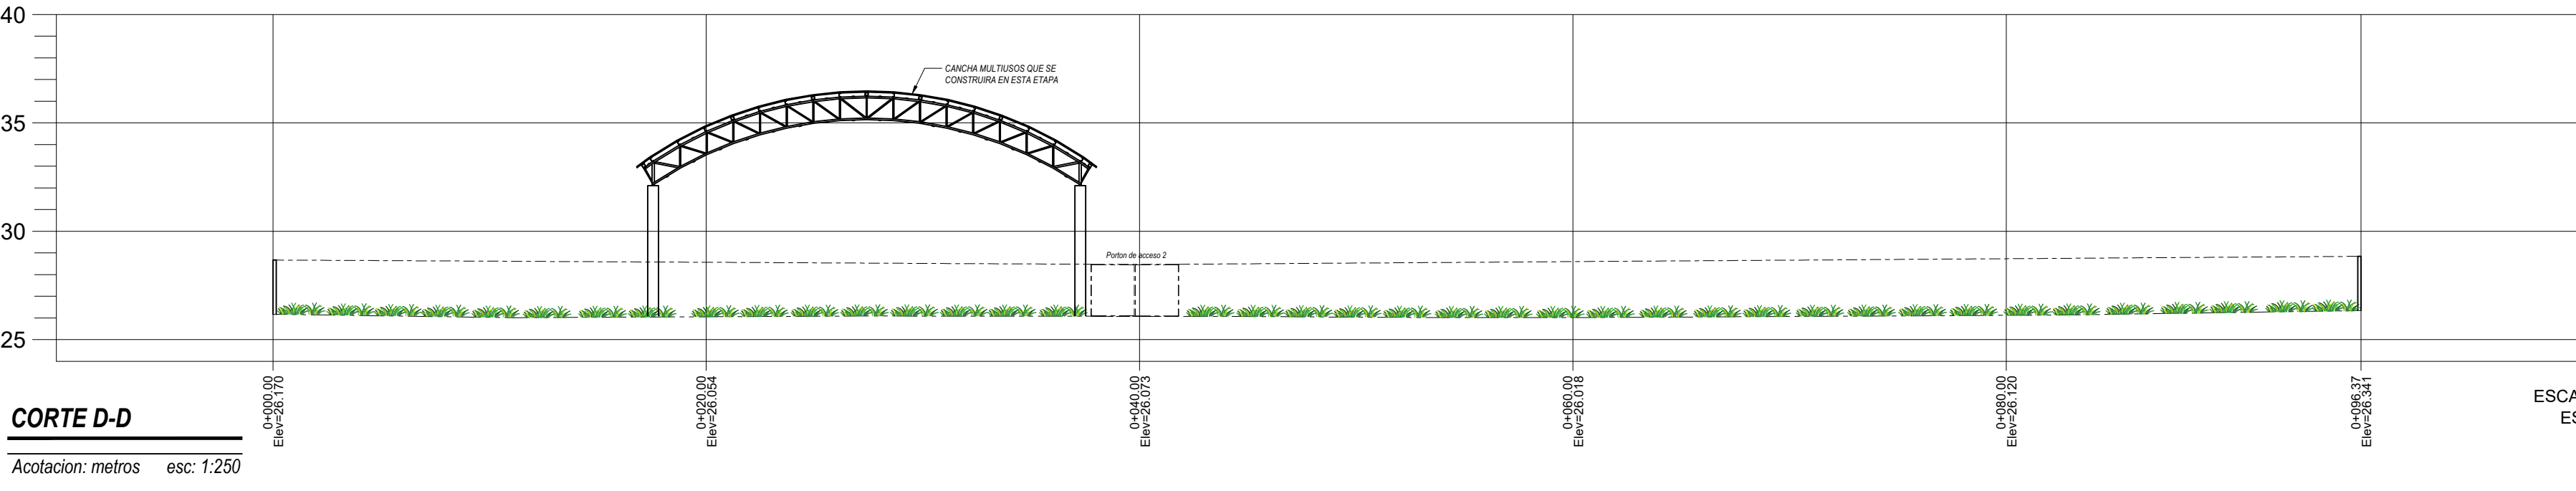 40
35
30
25
CANCHA MULTIUSOS QUE SE
CONSTRUIRA EN ESTA ETAPA
Porton de acceso 2
0+000.00
Elev=26.170
0+020.00
Elev=26.054
0+040.00
Elev=26.073
0+060.00
Elev=26.018
0+080.00
Elev=26.120
0+096.37
Elev=26.341
CORTE D-D
Acotacion: metros esc: 1:250
ESCA
ES